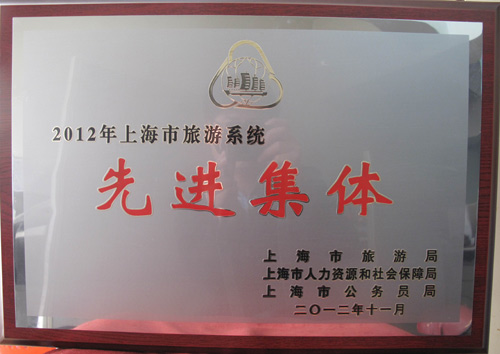 2012年上海市旅游系统
先进集体
上海市旅游局
上海市人力资源和社会保障局
上海市公务员局
二〇一二年十一月